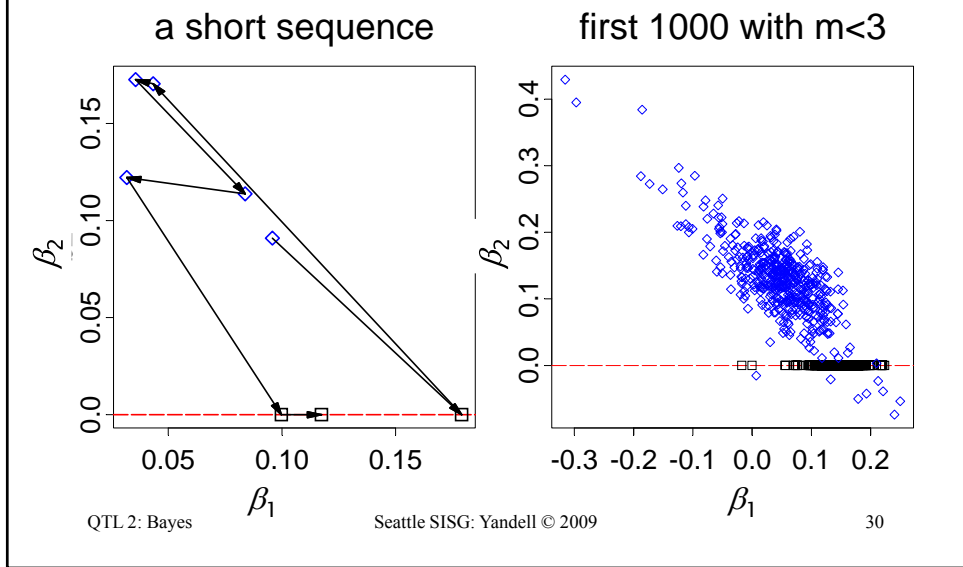 a short sequence
first 1000 with m<3
0.15
0.10
0.05
0.0
β2
0.05 0.10 0.15
β1
0.4
0.3
0.2
0.1
0.0
β2
-0.3 -0.2 -0.1 0.0 0.1 0.2
β1
QTL 2: Bayes
Seattle SISG: Yandell © 2009
30